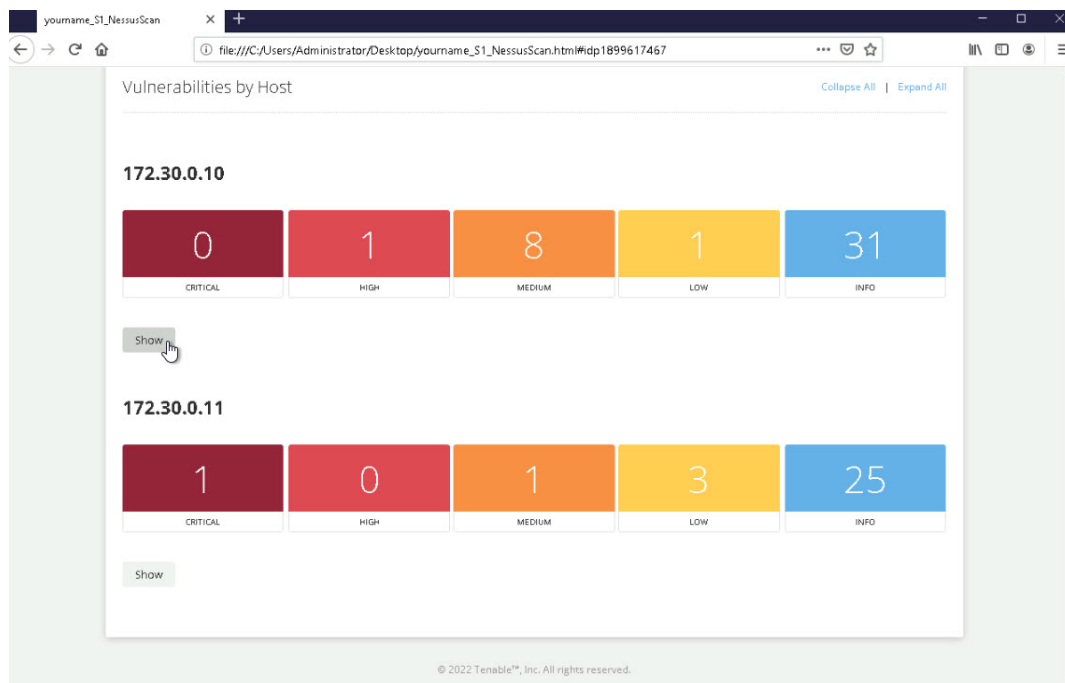 yourname_S1_NessusScan
file:///C:/Users/Administrator/Desktop/yourname_S1_NessusScan.html#idp1899617467
Vulnerabilities by Host
Collapse All | Expand All
172.30.0.10
0 1 8 1 31
CRITICAL HIGH MEDIUM LOW INFO
Show
172.30.0.11
1 0 1 3 25
CRITICAL HIGH MEDIUM LOW INFO
Show
© 2022 Tenable™, Inc. All rights reserved.